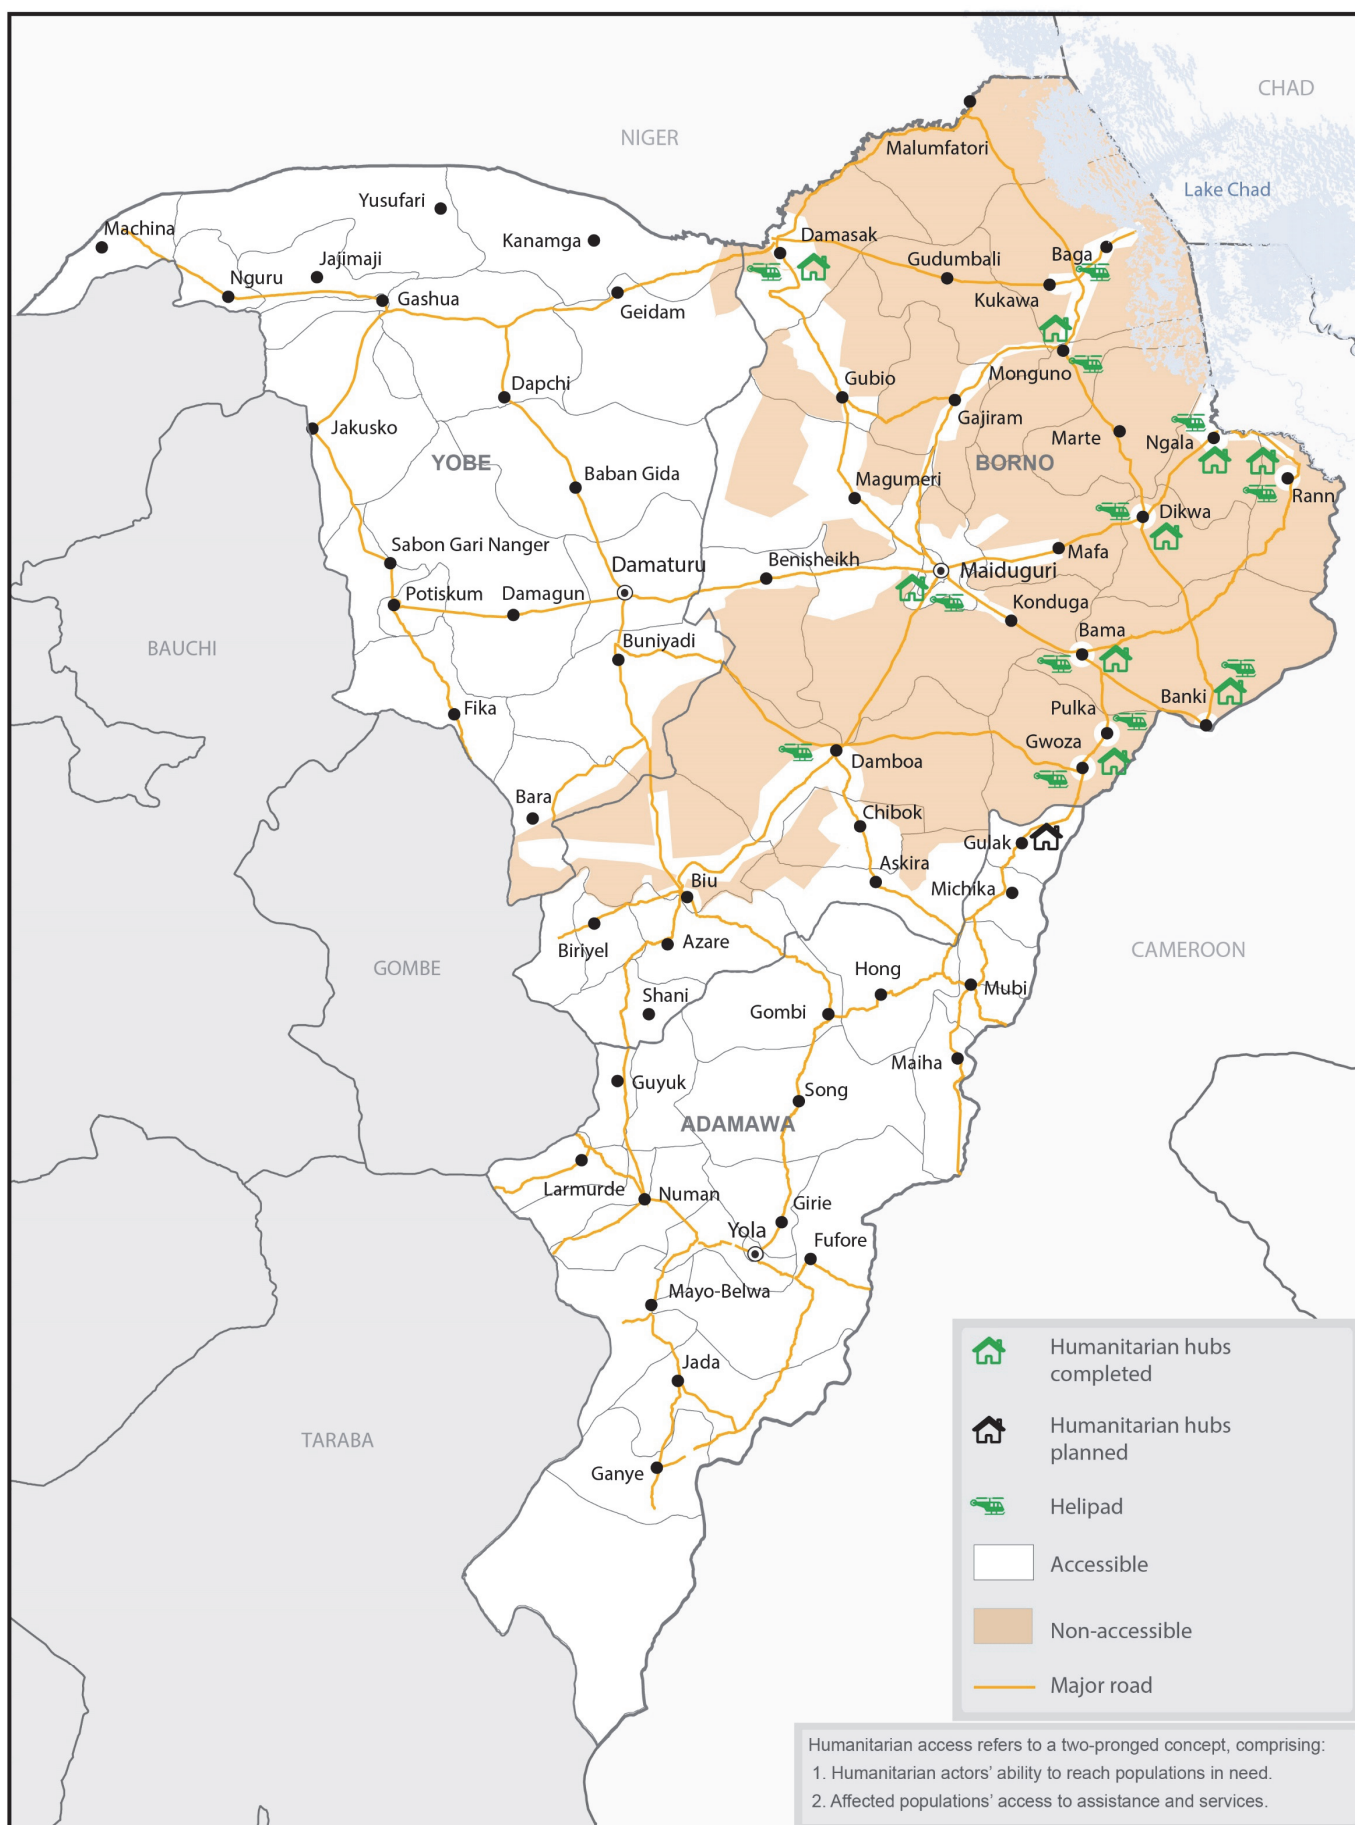 CHAD
NIGER
Malumfatori
Lake Chad
Yusufari
Machina
Kanamga
Damasak
Baga
Gudumbali
Jajimaji
Nguru
Kukawa
Gashua
Geidam
Monguno
Gubio
Dapchi
Gajiram
Jakusko
Marte
Ngala
YOBE
BORNO
Baban Gida
Magumeri
Rann
Dikwa
Sabon Gari Nanger
Mafa
Damaturu
Benisheikh
Maiduguri
Potiskum
Damagun
Konduga
Bama
BAUCHI
Buniyadi
Banki
Pulka
Fika
Gwoza
Damboa
Bara
Chibok
Gulak
Askira
Biu
Michika
Biriyel
Azare
CAMEROON
GOMBE
Hong
Mubi
Shani
Gombi
Maiha
Guyuk
Song
ADAMAWA
Larmurde
Numan
Girie
Yola
Fufore
Mayo-Belwa
Jada
TARABA
Ganye
Humanitarian hubs
completed
Humanitarian hubs
planned
Helipad
Accessible
Non-accessible
Major road
Humanitarian access refers to a two-pronged concept, comprising:
1. Humanitarian actors' ability to reach populations in need.
2. Affected populations' access to assistance and services.